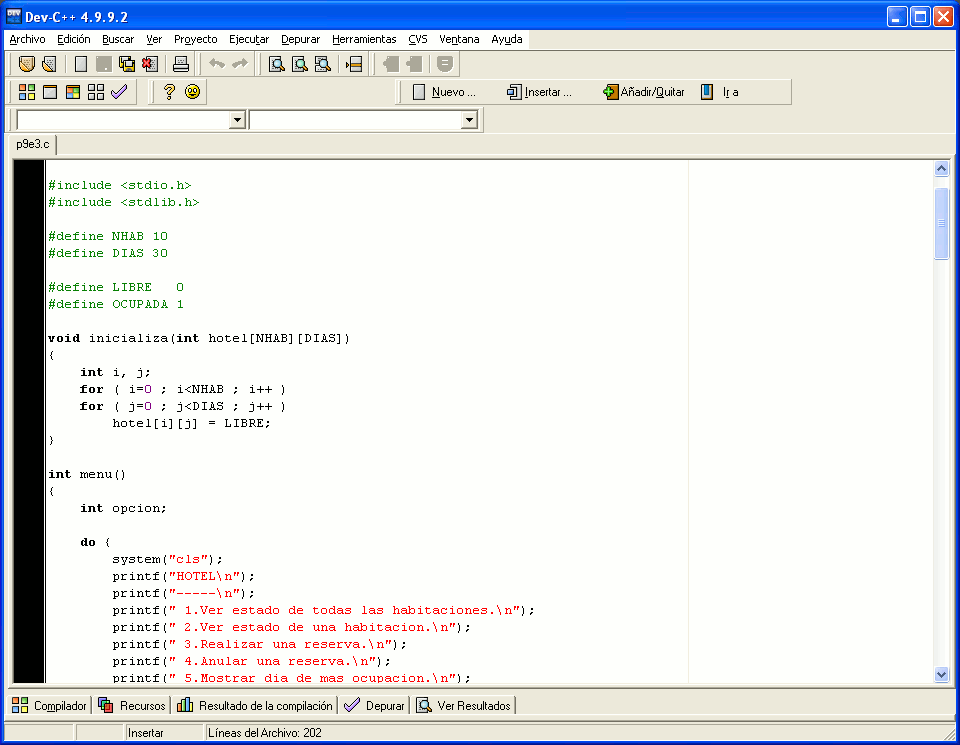 Dev-C++ 4.9.9.2
Archivo Edición Buscar Ver Proyecto Ejecutar Depurar Herramientas CVS Ventana Ayuda
Nuevo ... Insertar ... Añadir/Quitar Ir a
p9e3.c
#include <stdio.h>
#include <stdlib.h>
#define NHAB 10
#define DIAS 30
#define LIBRE   0
#define OCUPADA 1
void inicializa(int hotel[NHAB][DIAS])
{
    int i, j;
    for ( i=0 ; i<NHAB ; i++ )
    for ( j=0 ; j<DIAS ; j++ )
        hotel[i][j] = LIBRE;
}
int menu()
{
    int opcion;
    do {
        system("cls");
        printf("HOTEL\n");
        printf("-----\n");
        printf(" 1.Ver estado de todas las habitaciones.\n");
        printf(" 2.Ver estado de una habitacion.\n");
        printf(" 3.Realizar una reserva.\n");
        printf(" 4.Anular una reserva.\n");
        printf(" 5.Mostrar dia de mas ocupacion.\n");
Compilador Recursos Resultado de la compilación Depurar Ver Resultados
Insertar Líneas del Archivo: 202